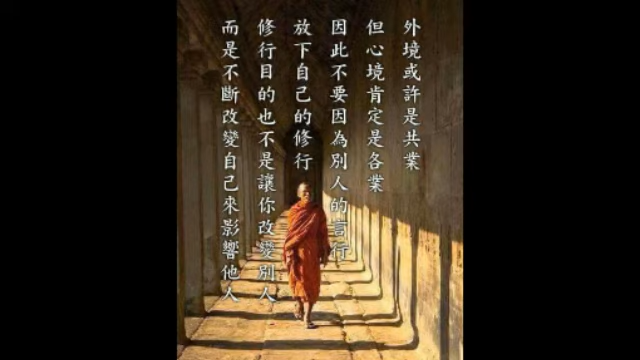 外境或許是共業
但心境肯定是各業
因此不要因為別人的言行
放下自己的修行
修行目的也不是讓你改變別人
而是不斷改變自己來影響他人